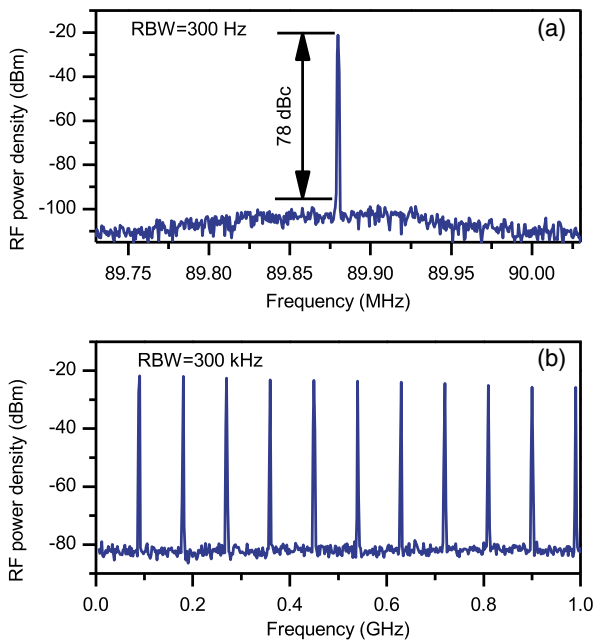 RBW=300 Hz
(a)
78 dBc
RF power density (dBm)
-20
-40
-60
-80
-100
89.75 89.80 89.85 89.90 89.95 90.00
Frequency (MHz)
RBW=300 kHz
(b)
RF power density (dBm)
-20
-40
-60
-80
0.0 0.2 0.4 0.6 0.8 1.0
Frequency (GHz)